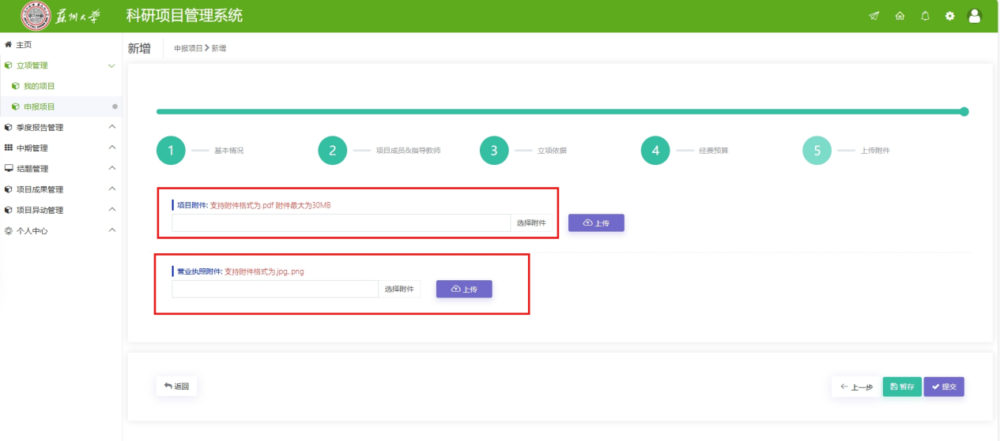 蘇州大學 科研项目管理系统
主页
立项管理
我的项目
申报项目
季度报告管理
中期管理
结题管理
项目成果管理
项目异动管理
个人中心
新增 申报项目 > 新增
1 基本情况 2 项目成员&指导教师 3 立项依据 4 经费预算 5 上传附件
项目附件: 支持附件格式为.pdf 附件最大为30MB
选择附件 上传
营业执照附件: 支持附件格式为.jpg,.png
选择附件 上传
返回 ← 上一步 暂存 提交